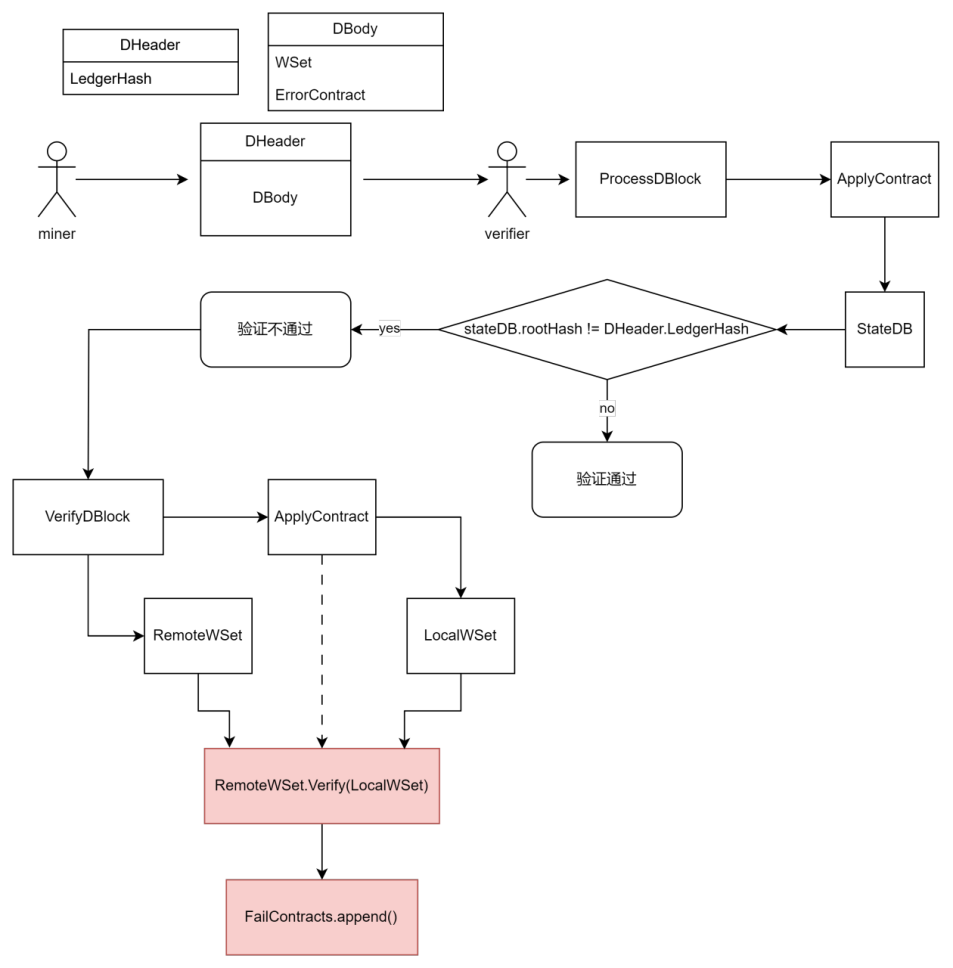 DHeader
LedgerHash
DBody
WSet
ErrorContract
miner
DHeader
DBody
verifier
ProcessDBlock
ApplyContract
StateDB
stateDB.rootHash != DHeader.LedgerHash
yes
验证不通过
no
验证通过
VerifyDBlock
ApplyContract
RemoteWSet
LocalWSet
RemoteWSet.Verify(LocalWSet)
FailContracts.append()